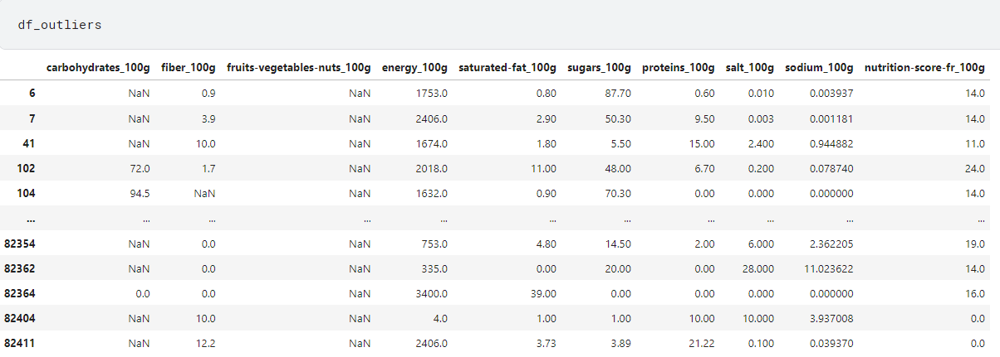 df_outliers
carbohydrates_100g fiber_100g fruits-vegetables-nuts_100g energy_100g saturated-fat_100g sugars_100g proteins_100g salt_100g sodium_100g nutrition-score-fr_100g
6 NaN 0.9 NaN 1753.0 0.80 87.70 0.60 0.010 0.003937 14.0
7 NaN 3.9 NaN 2406.0 2.90 50.30 9.50 0.003 0.001181 14.0
41 NaN 10.0 NaN 1674.0 1.80 5.50 15.00 2.400 0.944882 11.0
102 72.0 1.7 NaN 2018.0 11.00 48.00 6.70 0.200 0.078740 24.0
104 94.5 NaN NaN 1632.0 0.90 70.30 0.00 0.000 0.000000 14.0
... ... ... ... ... ... ... ... ... ... ...
82354 NaN 0.0 NaN 753.0 4.80 14.50 2.00 6.000 2.362205 19.0
82362 NaN 0.0 NaN 335.0 0.00 20.00 0.00 28.000 11.023622 14.0
82364 0.0 0.0 NaN 3400.0 39.00 0.00 0.00 0.000 0.000000 16.0
82404 NaN 10.0 NaN 4.0 1.00 1.00 10.00 10.000 3.937008 0.0
82411 NaN 12.2 NaN 2406.0 3.73 3.89 21.22 0.100 0.039370 0.0